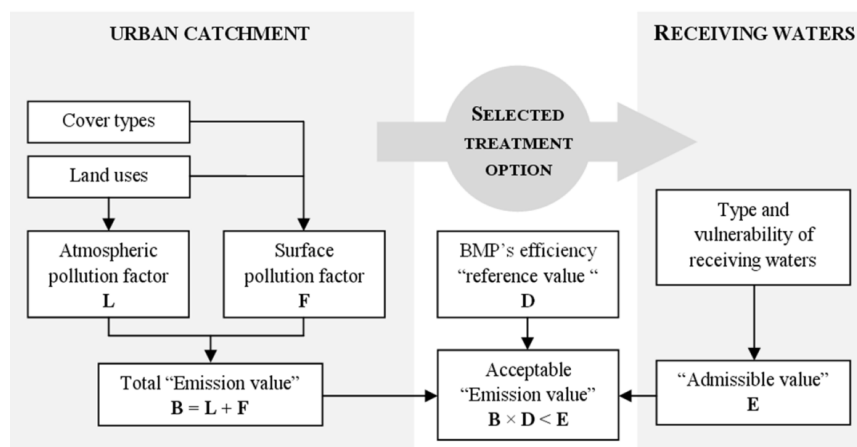 URBAN CATCHMENT
RECEIVING WATERS
SELECTED
TREATMENT
OPTION
Cover types
Land uses
Atmospheric
pollution factor
L
Surface
pollution factor
F
BMP's efficiency
“reference value “
D
Type and
vulnerability of
receiving waters
Total “Emission value”
B = L + F
Acceptable
“Emission value”
B × D < E
“Admissible value”
E